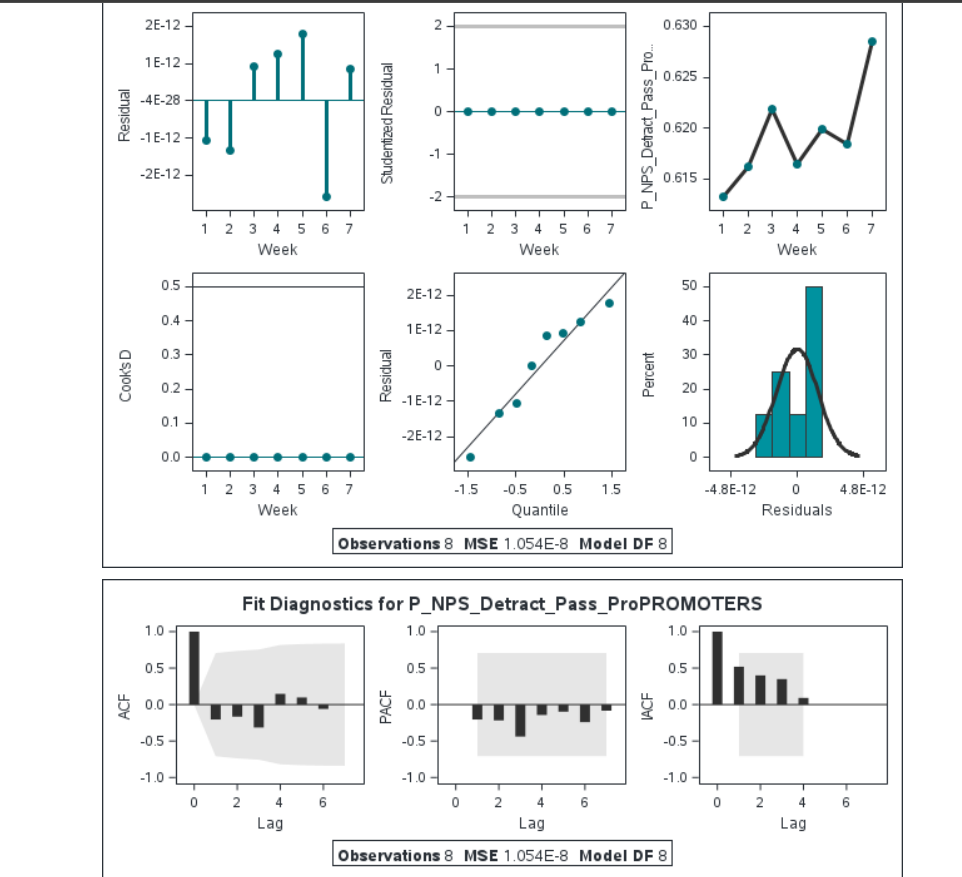 Residual
2E-12
1E-12
-4E-28
-1E-12
-2E-12
1 2 3 4 5 6 7
Week
Studentized Residual
2
1
0
-1
-2
1 2 3 4 5 6 7
Week
P_NPS_Detract_Pass_Pro...
0.630
0.625
0.620
0.615
1 2 3 4 5 6 7
Week
Cook's D
0.5
0.4
0.3
0.2
0.1
0.0
1 2 3 4 5 6 7
Week
Residual
2E-12
1E-12
0
-1E-12
-2E-12
-1.5 -0.5 0.5 1.5
Quantile
Percent
50
40
30
20
10
0
-4.8E-12 0 4.8E-12
Residuals
Observations 8 MSE 1.054E-8 Model DF 8
Fit Diagnostics for P_NPS_Detract_Pass_ProPROMOTERS
ACF
1.0
0.5
0.0
-0.5
-1.0
0 2 4 6
Lag
PACF
1.0
0.5
0.0
-0.5
-1.0
0 2 4 6
Lag
IACF
1.0
0.5
0.0
-0.5
-1.0
0 2 4 6
Lag
Observations 8 MSE 1.054E-8 Model DF 8